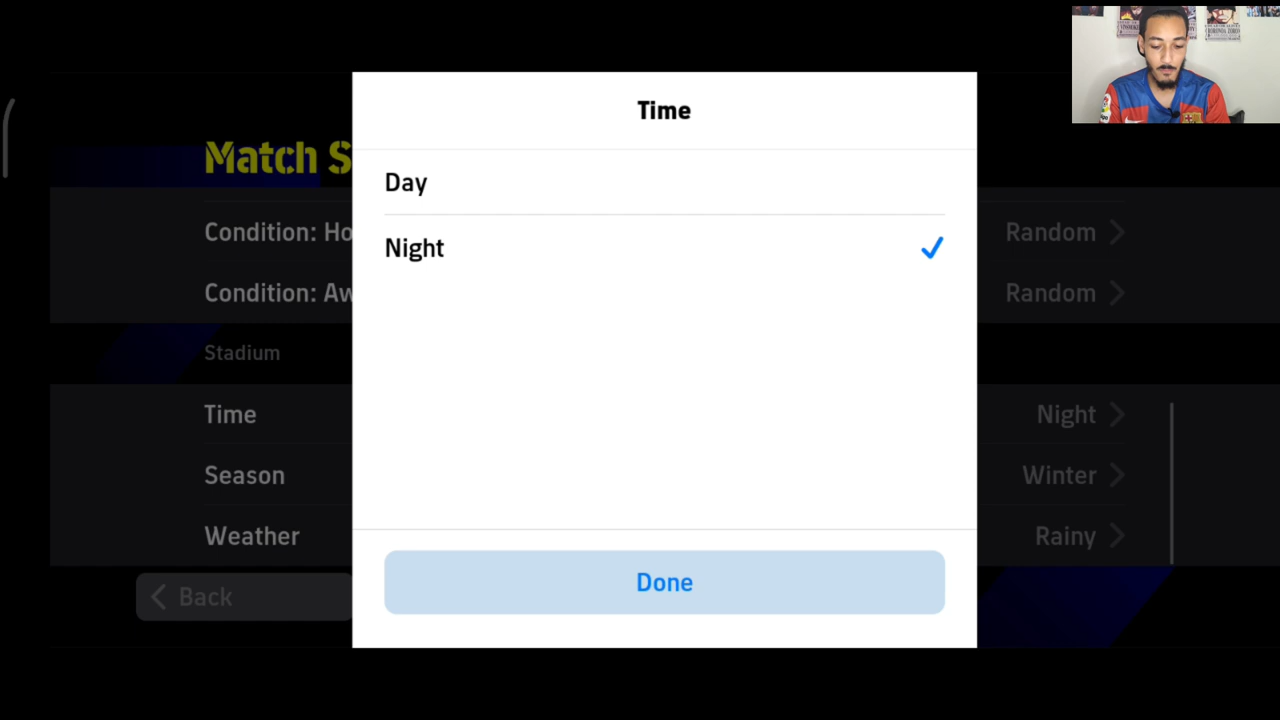 Time
Day
Night
Done
Match S
Condition: Ho
Random
Condition: Aw
Random
Stadium
Time
Night
Season
Winter
Weather
Rainy
Back